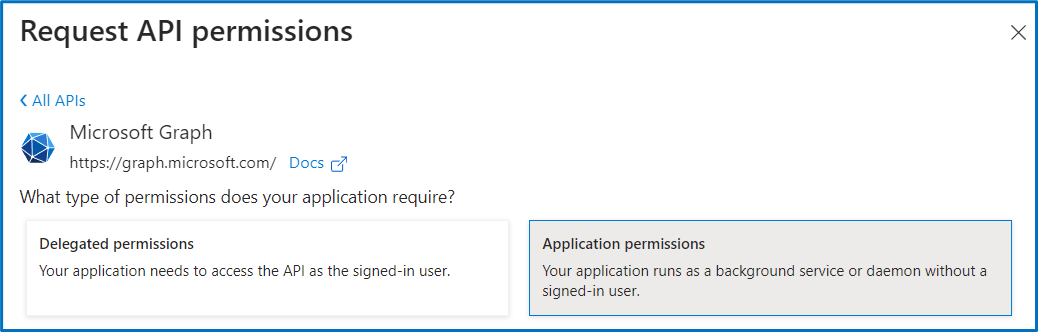 Request API permissions
All APIs
Microsoft Graph
https://graph.microsoft.com/ Docs
What type of permissions does your application require?
Delegated permissions
Your application needs to access the API as the signed-in user.
Application permissions
Your application runs as a background service or daemon without a
signed-in user.